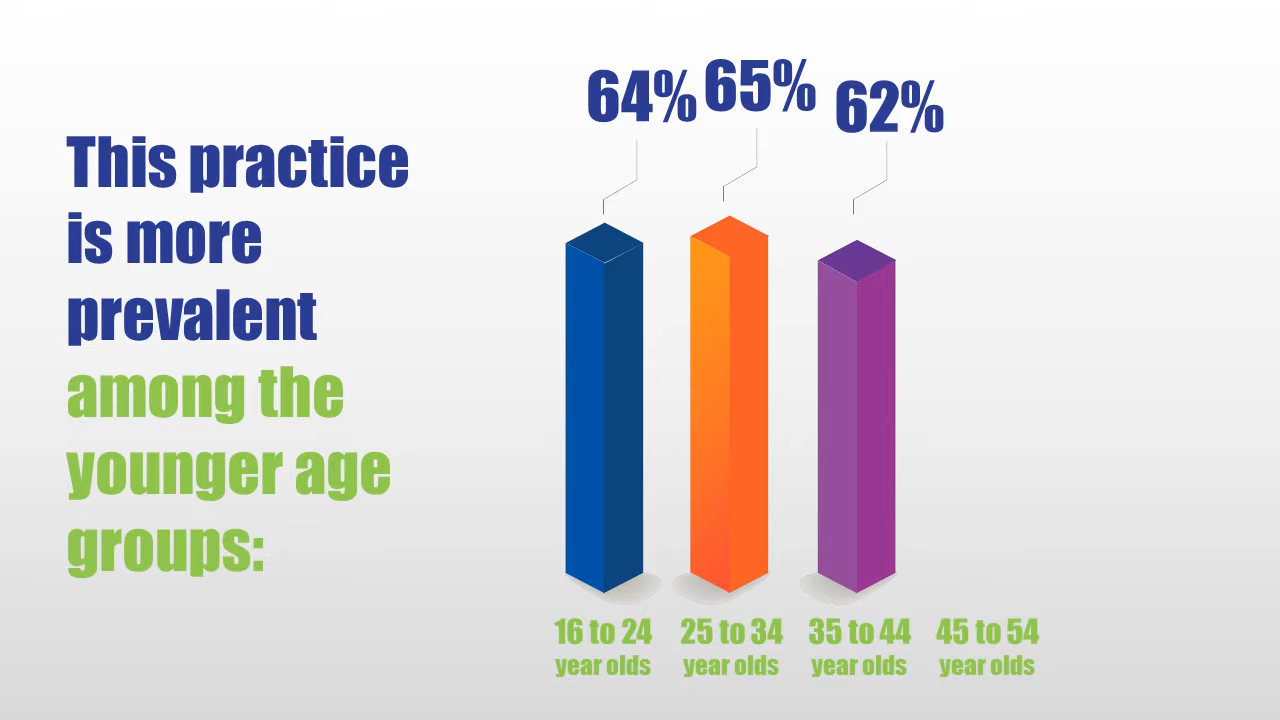 This practice
is more
prevalent
among the
younger age
groups:
64% 65% 62%
16 to 24 25 to 34 35 to 44 45 to 54
year olds year olds year olds year olds